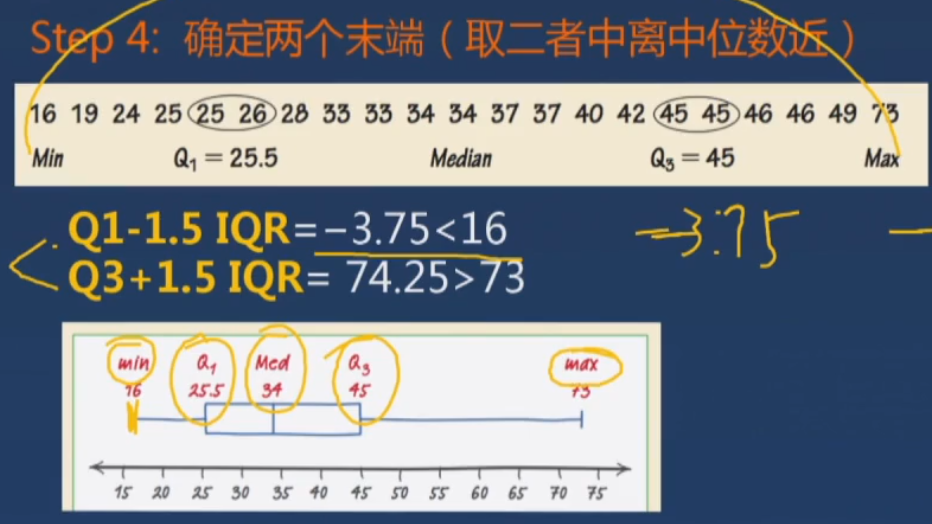 Step 4: 确定两个末端（取二者中离中位数近）
16 19 24 25 25 26 28 33 33 34 34 37 37 40 42 45 45 46 46 49 73
Min Q₁ = 25.5 Median Q₃ = 45 Max
Q1-1.5 IQR=−3.75<16
−3.75
Q3+1.5 IQR= 74.25>73
min Q₁ Med Q₃ max
16 25.5 34 45 73
15 20 25 30 35 40 45 50 55 60 65 70 75